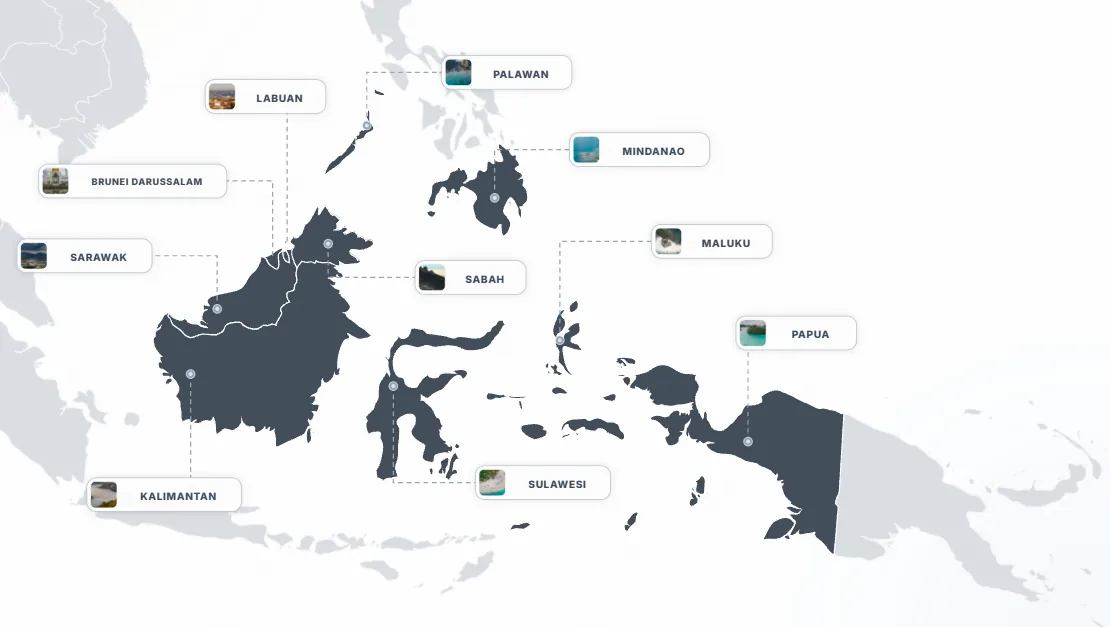 PALAWAN
LABUAN
MINDANAO
BRUNEI DARUSSALAM
SARAWAK
MALUKU
SABAH
PAPUA
SULAWESI
KALIMANTAN